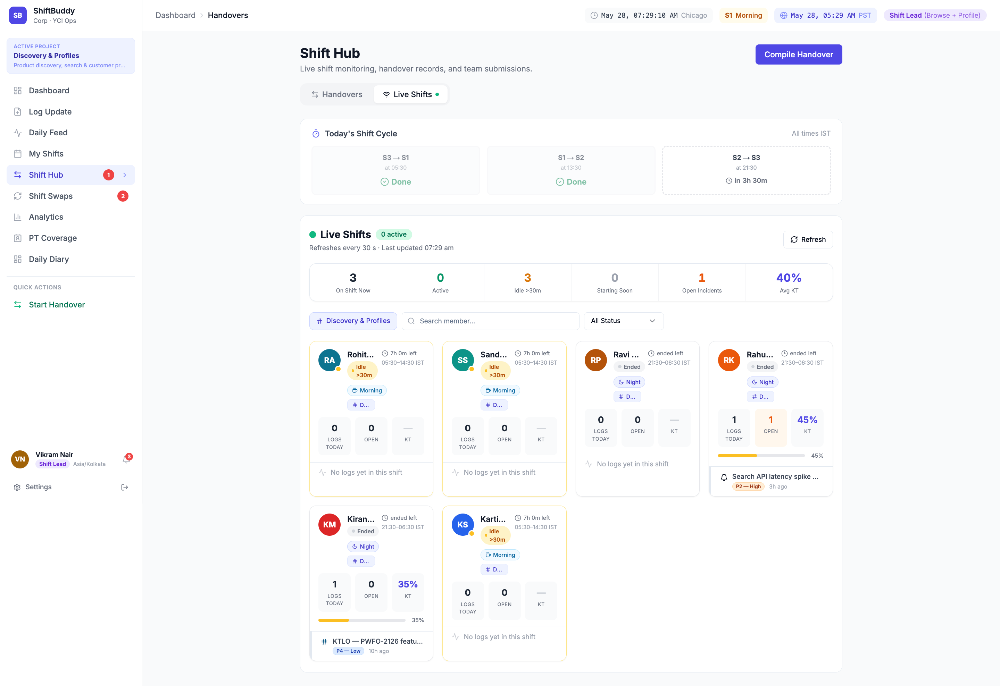 SB
ShiftBuddy
Corp · YCI Ops
Dashboard > Handovers
May 28, 07:29:10 AM Chicago
S1 Morning
May 28, 05:29 AM PST
Shift Lead (Browse + Profile)
ACTIVE PROJECT
Discovery & Profiles
Product discovery, search & customer pr...
Dashboard
Log Update
Daily Feed
My Shifts
Shift Hub 1
Shift Swaps 2
Analytics
PT Coverage
Daily Diary
QUICK ACTIONS
Start Handover
VN
Vikram Nair
Shift Lead Asia/Kolkata
3
Settings
Shift Hub
Live shift monitoring, handover records, and team submissions.
Compile Handover
Handovers
Live Shifts
Today's Shift Cycle
All times IST
S3 → S1
at 05:30
Done
S1 → S2
at 13:30
Done
S2 → S3
at 21:30
in 3h 30m
Live Shifts 0 active
Refreshes every 30 s · Last updated 07:29 am
Refresh
3
On Shift Now
0
Active
3
Idle >30m
0
Starting Soon
1
Open Incidents
40%
Avg KT
# Discovery & Profiles
Search member...
All Status
RA
Rohit...
7h 0m left
05:30–14:30 IST
Idle
>30m
Morning
# D...
0
LOGS
TODAY
0
OPEN
—
KT
No logs yet in this shift
SS
Sand...
7h 0m left
05:30–14:30 IST
Idle
>30m
Morning
# D...
0
LOGS
TODAY
0
OPEN
—
KT
No logs yet in this shift
RP
Ravi ...
ended left
21:30–06:30 IST
Ended
Night
# D...
0
LOGS
TODAY
0
OPEN
—
KT
No logs yet in this shift
RK
Rahu...
ended left
21:30–06:30 IST
Ended
Night
# D...
1
LOGS
TODAY
1
OPEN
45%
KT
45%
Search API latency spike ...
P2 — High 3h ago
KM
Kiran...
ended left
21:30–06:30 IST
Ended
Night
# D...
1
LOGS
TODAY
0
OPEN
35%
KT
35%
# KTLO — PWFO-2126 featu...
P4 — Low 10h ago
KS
Karti...
7h 0m left
05:30–14:30 IST
Idle
>30m
Morning
# D...
0
LOGS
TODAY
0
OPEN
—
KT
No logs yet in this shift